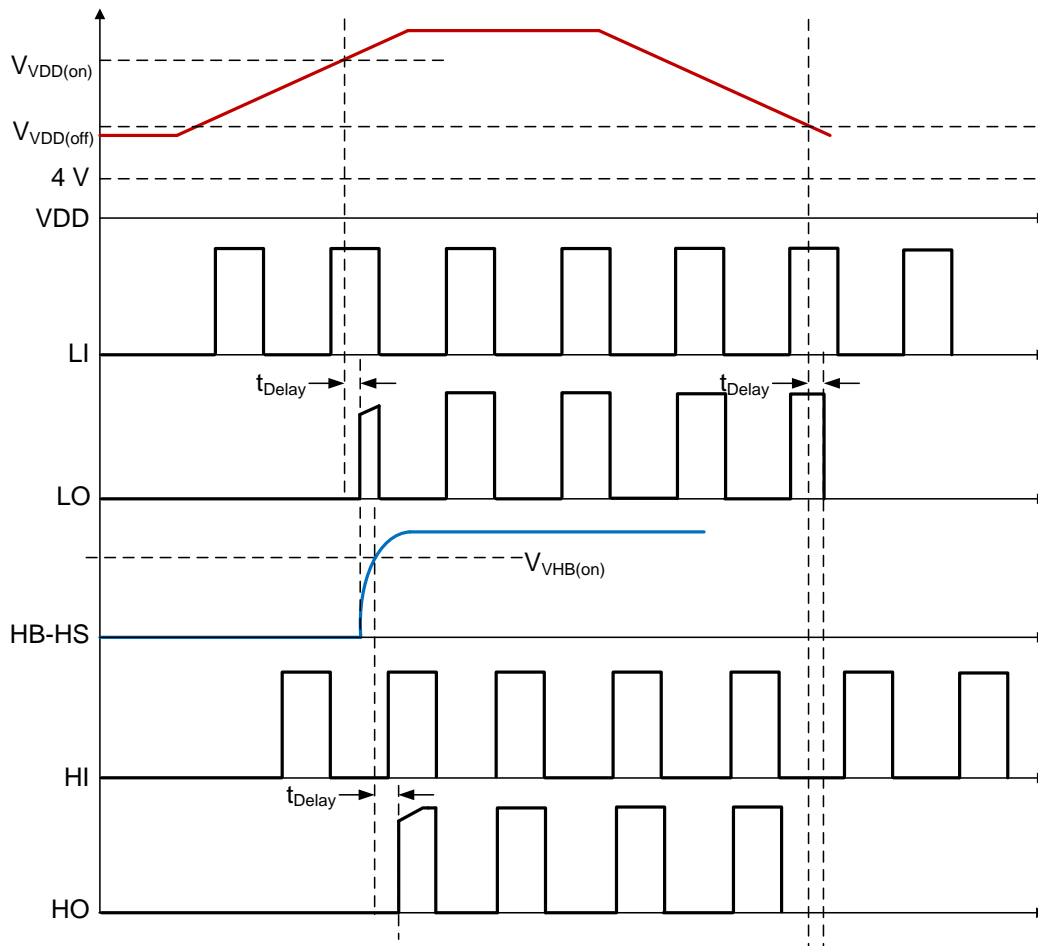 VVDD(on)
VVDD(off)
4 V
VDD
LI
tDelay
tDelay
LO
VVHB(on)
HB-HS
HI
tDelay
HO